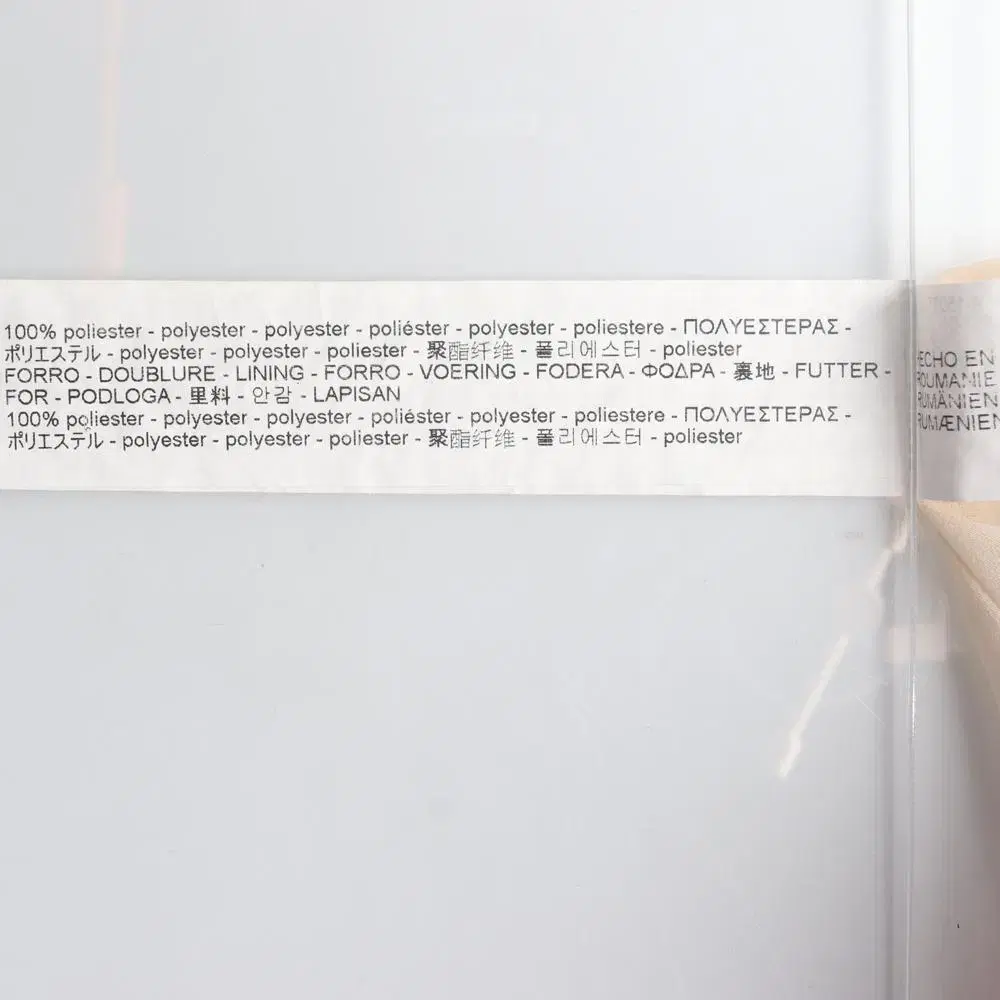 100% poliester - polyester - polyester - poliéster - polyester - poliestere - ΠΟΛΥΕΣΤΕΡΑΣ -
ポリエステル - polyester - polyester - poliester - 聚酯纤维 - 폴리에스터 - poliester
FORRO - DOUBLURE - LINING - FORRO - VOERING - FODERA - ΦΟΔΡΑ - 裏地 - FUTTER -
FOR - PODLOGA - 里料 - 안감 - LAPISAN
100% poliester - polyester - polyester - poliéster - polyester - poliestere - ΠΟΛΥΕΣΤΕΡΑΣ -
ポリエステル - polyester - polyester - poliester - 聚酯纤维 - 폴리에스터 - poliester
ECHO EN
ROUMANIE
RUMÄNIEN
RUMÆNIEN